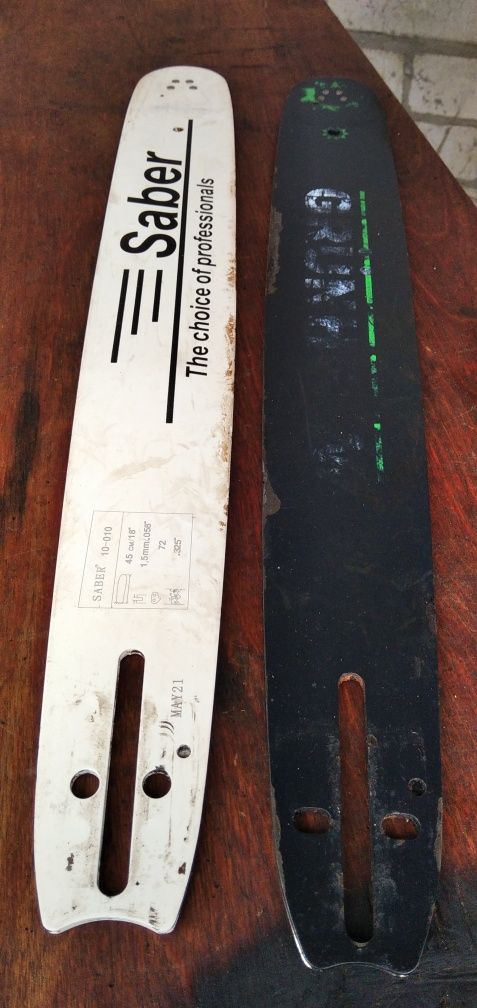 Saber
The choice of professionals
SABER® 10-010
45 CM/18"
1.5mm/.058"
72
.325"
MAY21